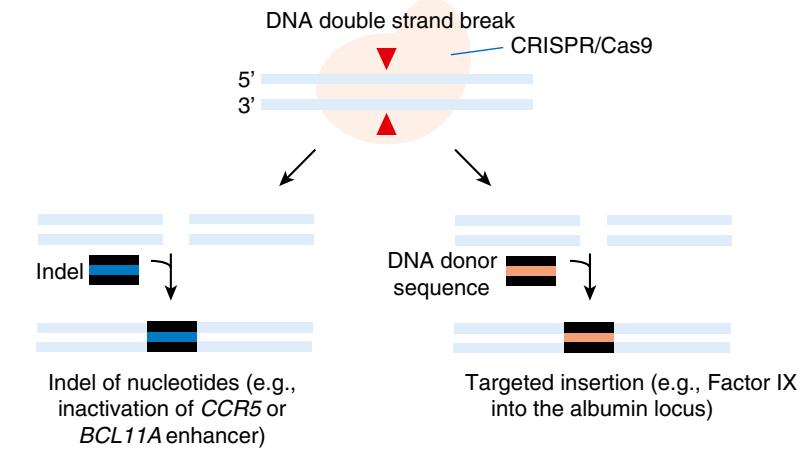 DNA double strand break
CRISPR/Cas9
5'
3'
Indel
Indel of nucleotides (e.g.,
inactivation of CCR5 or
BCL11A enhancer)
DNA donor
sequence
Targeted insertion (e.g., Factor IX
into the albumin locus)